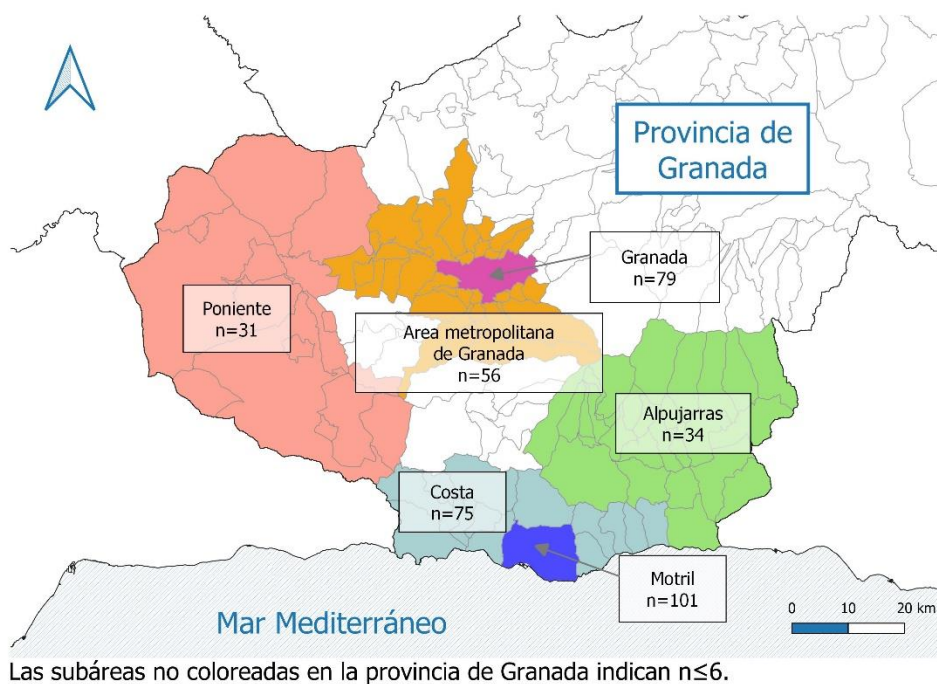 Provincia de
Granada
Granada
n=79
Poniente
n=31
Area metropolitana
de Granada
n=56
Alpujarras
n=34
Costa
n=75
Motril
n=101
Mar Mediterráneo
0 10 20 km
Las subáreas no coloreadas en la provincia de Granada indican n≤6.